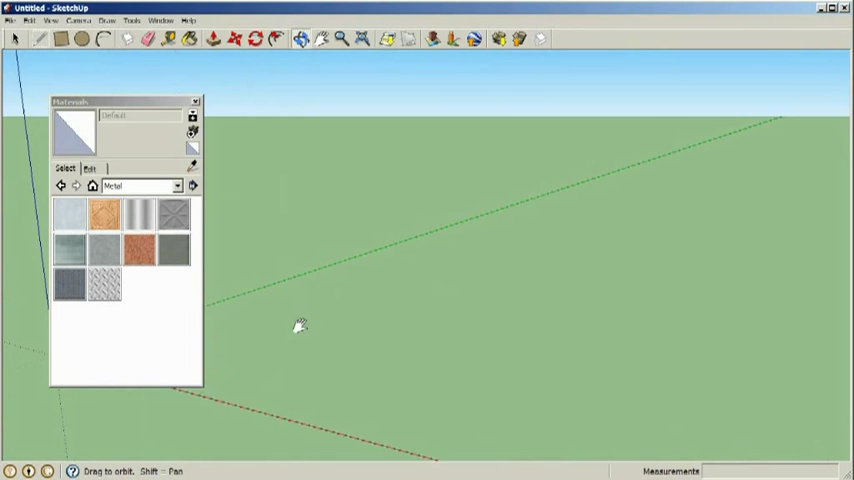 Untitled - SketchUp
File Edit View Camera Draw Tools Window Help
Materials
Default
Select Edit
Metal
Drag to orbit. Shift = Pan
Measurements